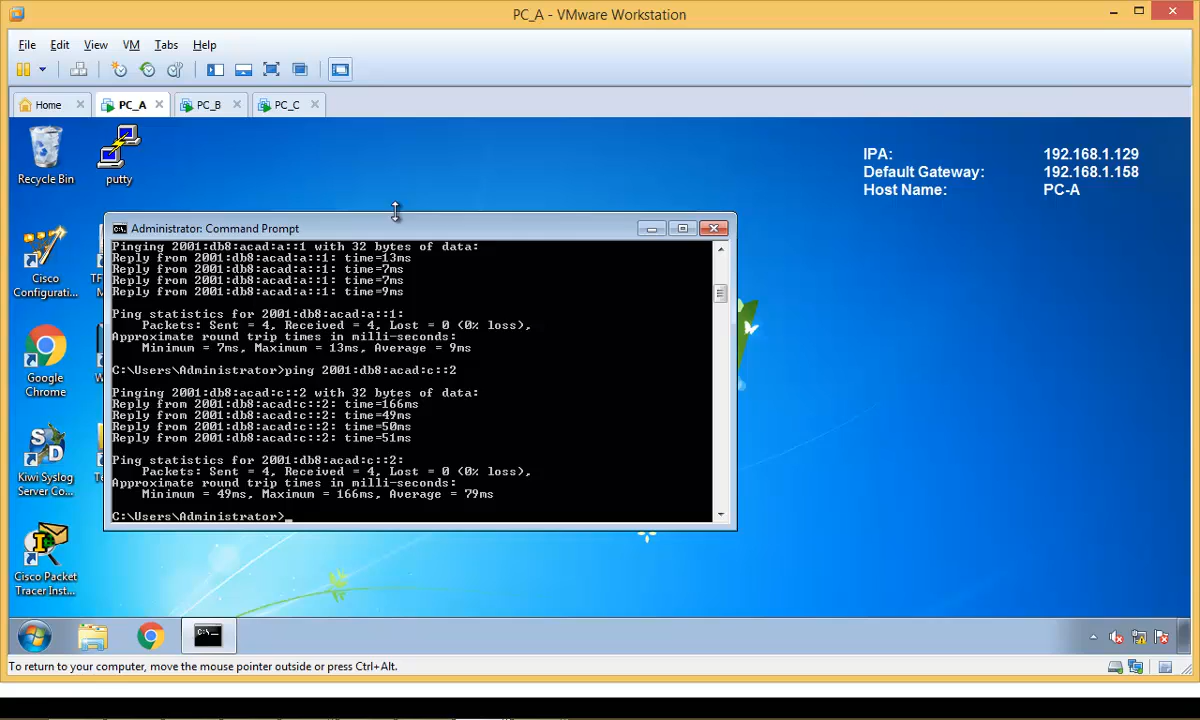 PC_A - VMware Workstation
File Edit View VM Tabs Help
Home PC_A PC_B PC_C
Recycle Bin
putty
IPA: 192.168.1.129
Default Gateway: 192.168.1.158
Host Name: PC-A
Administrator: Command Prompt
Pinging 2001:db8:acad:a::1 with 32 bytes of data:
Reply from 2001:db8:acad:a::1: time=13ms
Reply from 2001:db8:acad:a::1: time=7ms
Reply from 2001:db8:acad:a::1: time=7ms
Reply from 2001:db8:acad:a::1: time=9ms
Ping statistics for 2001:db8:acad:a::1:
Packets: Sent = 4, Received = 4, Lost = 0 (0% loss),
Approximate round trip times in milli-seconds:
Minimum = 7ms, Maximum = 13ms, Average = 9ms
C:\Users\Administrator>ping 2001:db8:acad:c::2
Pinging 2001:db8:acad:c::2 with 32 bytes of data:
Reply from 2001:db8:acad:c::2: time=166ms
Reply from 2001:db8:acad:c::2: time=49ms
Reply from 2001:db8:acad:c::2: time=50ms
Reply from 2001:db8:acad:c::2: time=51ms
Ping statistics for 2001:db8:acad:c::2:
Packets: Sent = 4, Received = 4, Lost = 0 (0% loss),
Approximate round trip times in milli-seconds:
Minimum = 49ms, Maximum = 166ms, Average = 79ms
C:\Users\Administrator>_
Cisco
Configurati...
Google
Chrome
Kiwi Syslog
Server Co...
Cisco Packet
Tracer Inst...
To return to your computer, move the mouse pointer outside or press Ctrl+Alt.